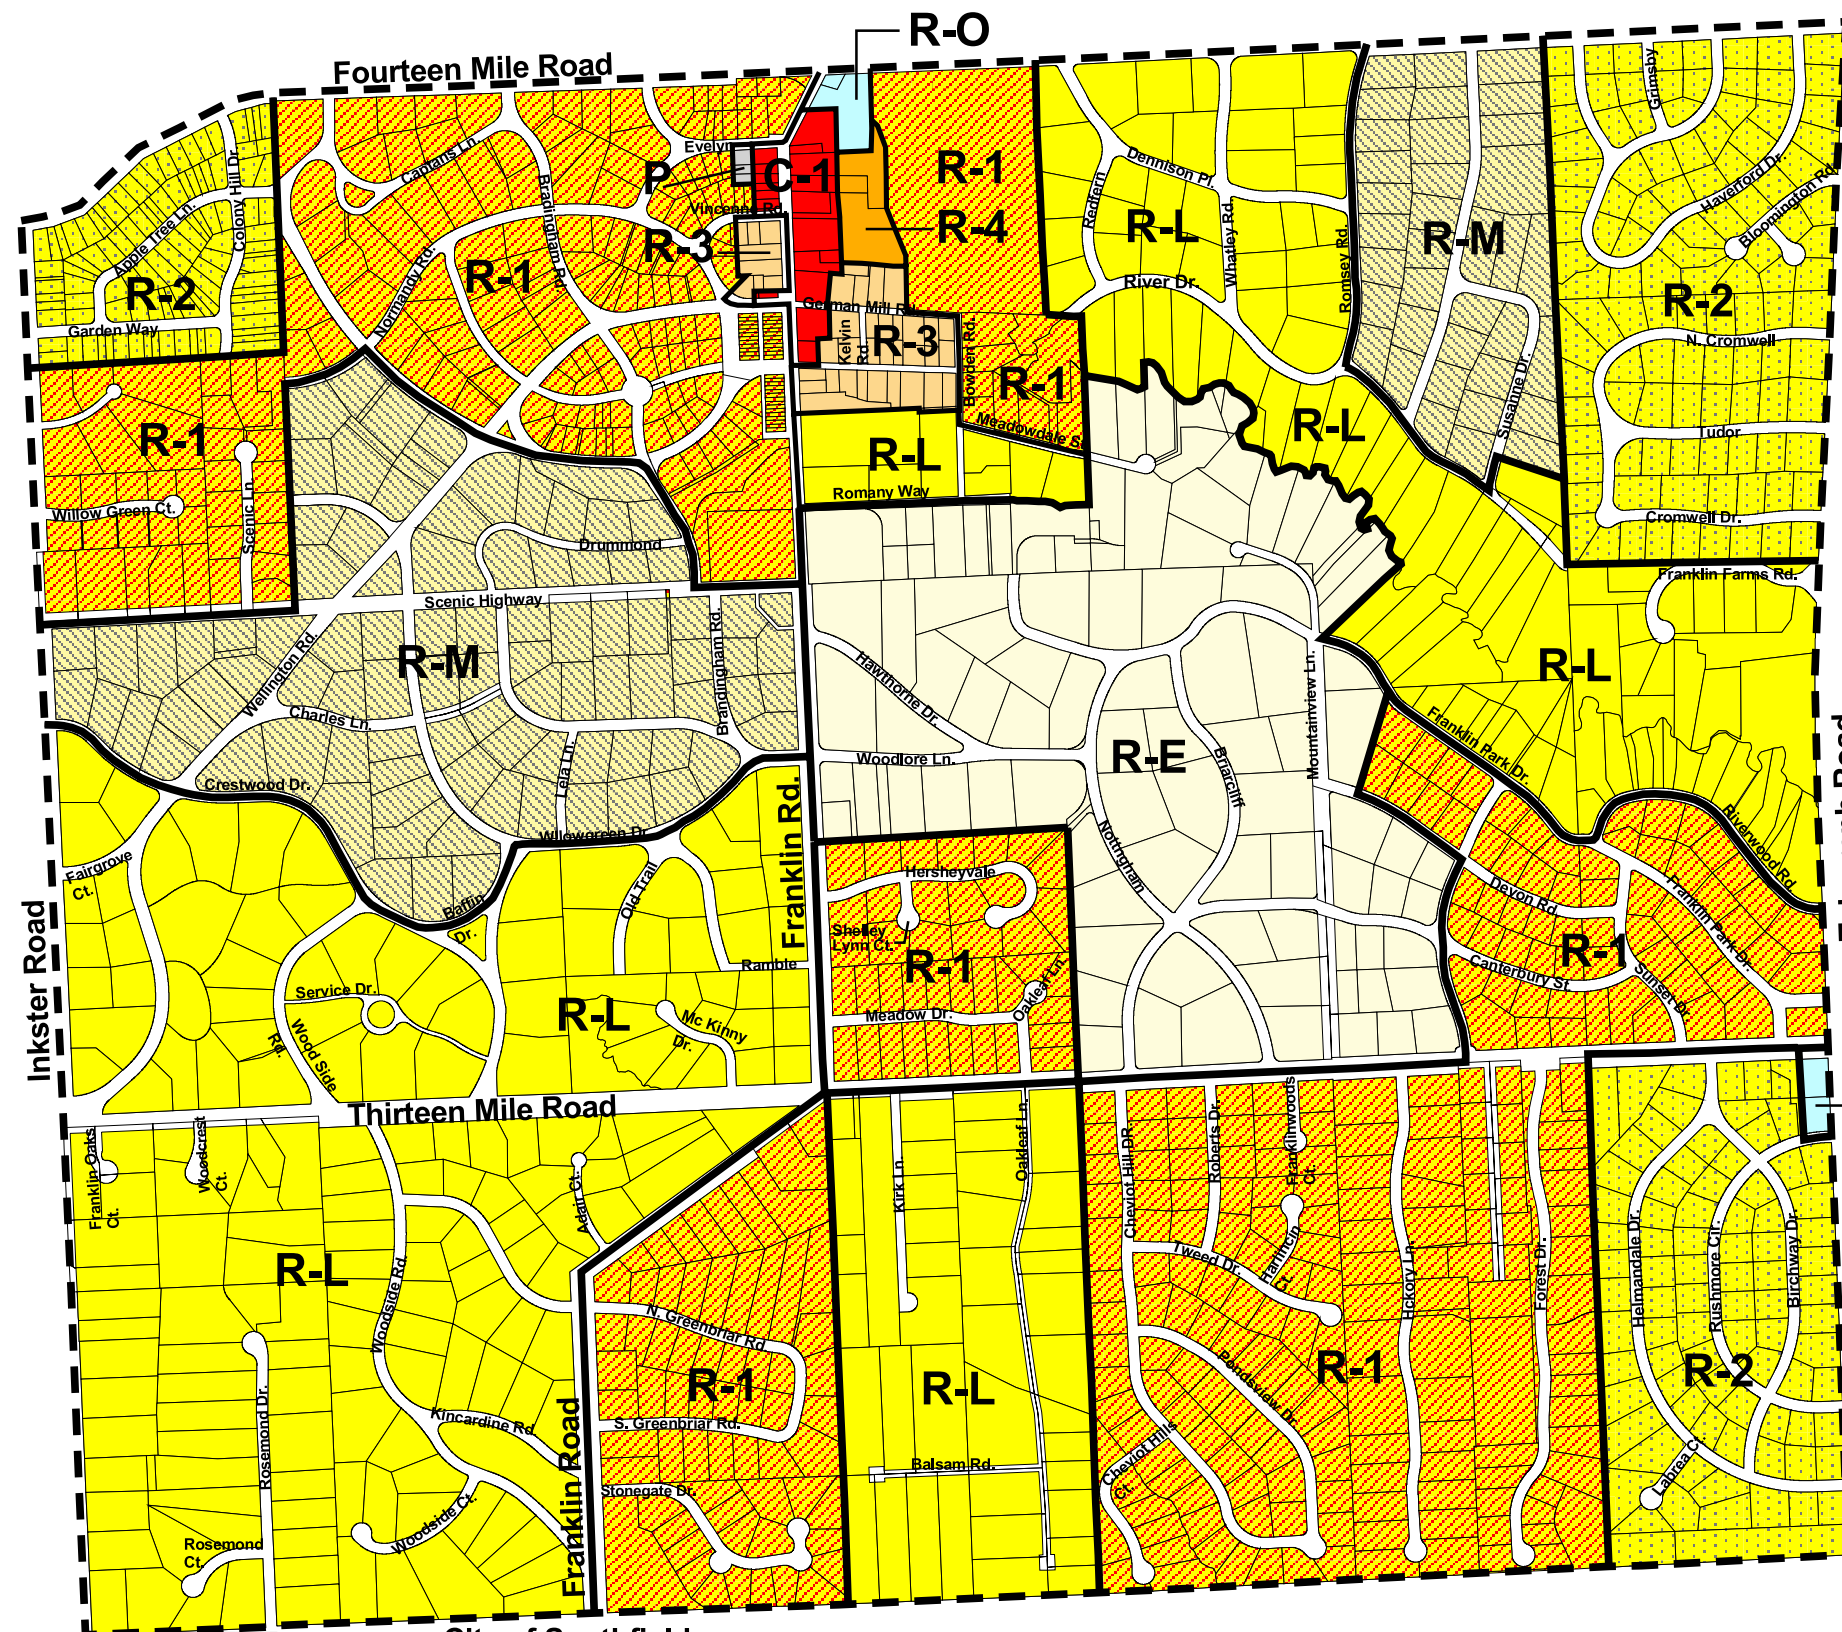 R-O
Fourteen Mile Road
Grimsby
Evelyn
Captains Ln.
Colony Hill Dr.
Dennison Pl.
P
C-1
R-1
Bradingham Rd.
Haverford Dr.
Bloomington Rd.
Apple Tree Ln.
Redfern
Vincenne Rd.
Whatley Rd.
R-4
R-L
R-M
R-3
Romsey Rd.
R-1
Normandy Rd.
R-2
River Dr.
R-2
Garden Way
German Mill Rd.
Kelvin
Rd.
R-3
Bowden Rd.
N. Cromwell
R-1
Susanne Dr.
R-1
R-L
Meadowdale S
Tudor
R-L
Romany Way
Willow Green Ct.
Scenic Ln.
Cromwell Dr.
Drummond
Franklin Farms Rd.
Scenic Highway
Brandingham Rd.
Wellington Rd.
R-M
Hawthorne Dr.
Mountainview Ln.
R-L
Charles Ln.
Franklin Park Dr.
Lela Ln.
Woodlore Ln.
R-E
Briarcliff
Crestwood Dr.
Franklin Rd.
Willowgreen Dr.
Nottingham
Riverwood Rd
Fairgrove
Ct.
Old Trail
Hersheyvale
Devon Rd.
Franklin Park Dr.
Baffin
Dr.
Shelley
Lynn Ct.
Inkster Road
Ramble
R-1
Oakleaf Ln.
R-1
Canterbury St
Sunset Dr.
Service Dr.
R-L
Mc Kinny
Dr.
Meadow Dr.
Wood Side
Rd.
Thirteen Mile Road
Franklin Oaks
Ct.
Woodcrest
Ct.
Adair Ct.
Kirk Ln.
Oakleaf Ln.
Cheviot Hill DR.
Roberts Dr.
Franklinwoods
Ct.
Tweed Dr.
Hckory Ln.
Forest Dr.
Helmandale Dr.
Rushmore Cir.
Birchway Dr.
R-L
Woodside Rd.
N. Greenbriar Rd
R-1
R-L
Pondsview Dr.
R-1
R-2
Kincardine Rd.
S. Greenbriar Rd.
Rosemond Dr.
Franklin Road
Balsam Rd.
Cheviot Hills
Ct.
Labrea Ct.
Stonegate Dr.
Woodside Ct.
Rosemond
Ct.